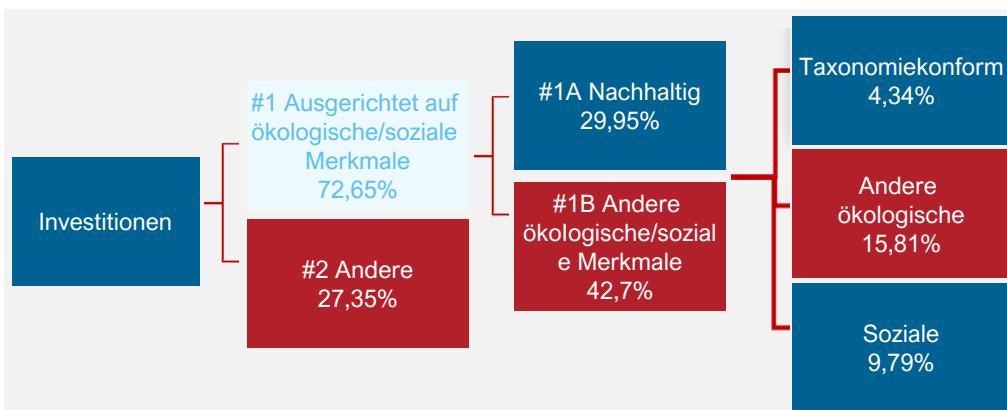 Investitionen
#1 Ausgerichtet auf
ökologische/soziale
Merkmale
72,65%
#2 Andere
27,35%
#1A Nachhaltig
29,95%
#1B Andere
ökologische/sozial
e Merkmale
42,7%
Taxonomiekonform
4,34%
Andere
ökologische
15,81%
Soziale
9,79%